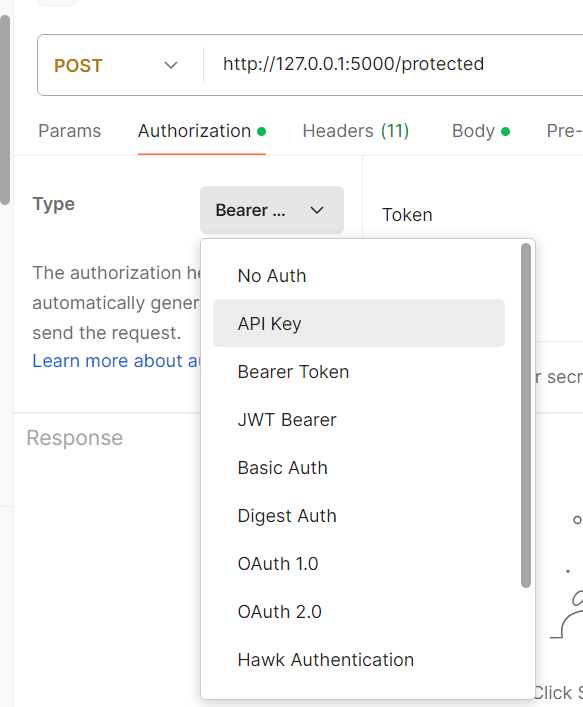 POST http://127.0.0.1:5000/protected
Params Authorization Headers (11) Body Pre-
Type Bearer ... Token
The authorization he
automatically gener
send the request.
Learn more about au
No Auth
API Key
Bearer Token
JWT Bearer
Basic Auth
Digest Auth
OAuth 1.0
OAuth 2.0
Hawk Authentication
r secr
Response
Click S